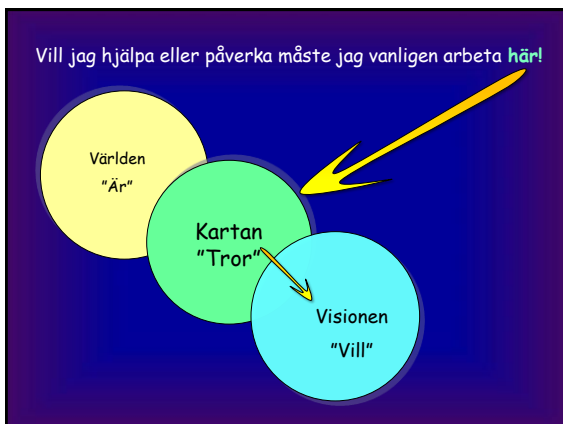 Vill jag hjälpa eller påverka måste jag vanligen arbeta här!
Världen
”Är”
Kartan
”Tror”
Visionen
”Vill”